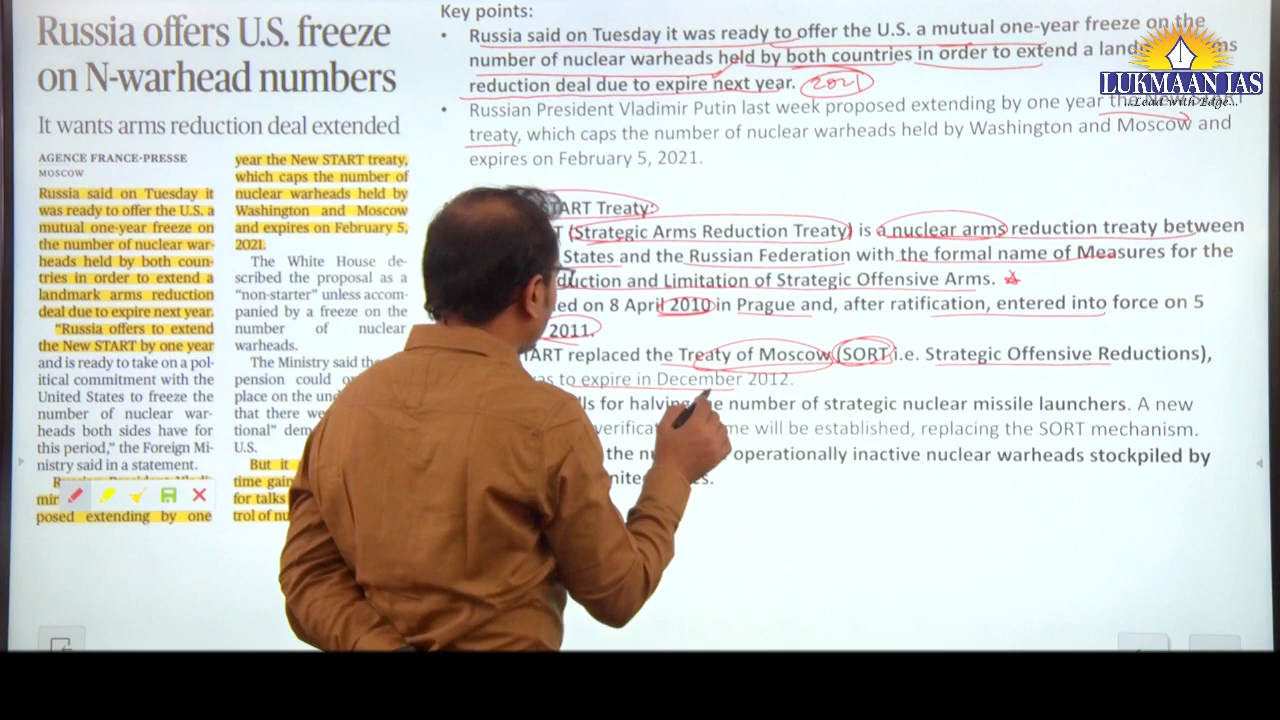 Russia offers U.S. freeze
on N-warhead numbers
It wants arms reduction deal extended
AGENCE FRANCE-PRESSE
MOSCOW
Russia said on Tuesday it
was ready to offer the U.S. a
mutual one-year freeze on
the number of nuclear war-
heads held by both coun-
tries in order to extend a
landmark arms reduction
deal due to expire next year.
“Russia offers to extend
the New START by one year
and is ready to take on a pol-
itical commitment with the
United States to freeze the
number of nuclear war-
heads both sides have for
this period,” the Foreign Mi-
nistry said in a statement.
posed extending by one
year the New START treaty,
which caps the number of
nuclear warheads held by
Washington and Moscow
and expires on February 5,
2021.
The White House de-
scribed the proposal as a
“non-starter” unless accom-
panied by a freeze on the
number of nuclear
warheads.
The Ministry said the
pension could
place on the
that there
tional”
U.S.
But it
time
for talks
trol of
Key points:
• Russia said on Tuesday it was ready to offer the U.S. a mutual one-year freeze on the
number of nuclear warheads held by both countries in order to extend a
reduction deal due to expire next year. 2021
• Russian President Vladimir Putin last week proposed extending by one year
treaty, which caps the number of nuclear warheads held by Washington and Moscow and
expires on February 5, 2021.
START Treaty:
(Strategic Arms Reduction Treaty) is a nuclear arms reduction treaty between
States and the Russian Federation with the formal name of Measures for the
and Limitation of Strategic Offensive Arms.
on 8 April 2010 in Prague and, after ratification, entered into force on 5
2011.
replaced the Treaty of Moscow (SORT i.e. Strategic Offensive Reductions),
to expire in December 2012.
for halving the number of strategic nuclear missile launchers. A new
will be established, replacing the SORT mechanism.
the operationally inactive nuclear warheads stockpiled by
LUKMAAN IAS
...Lead with Edge...